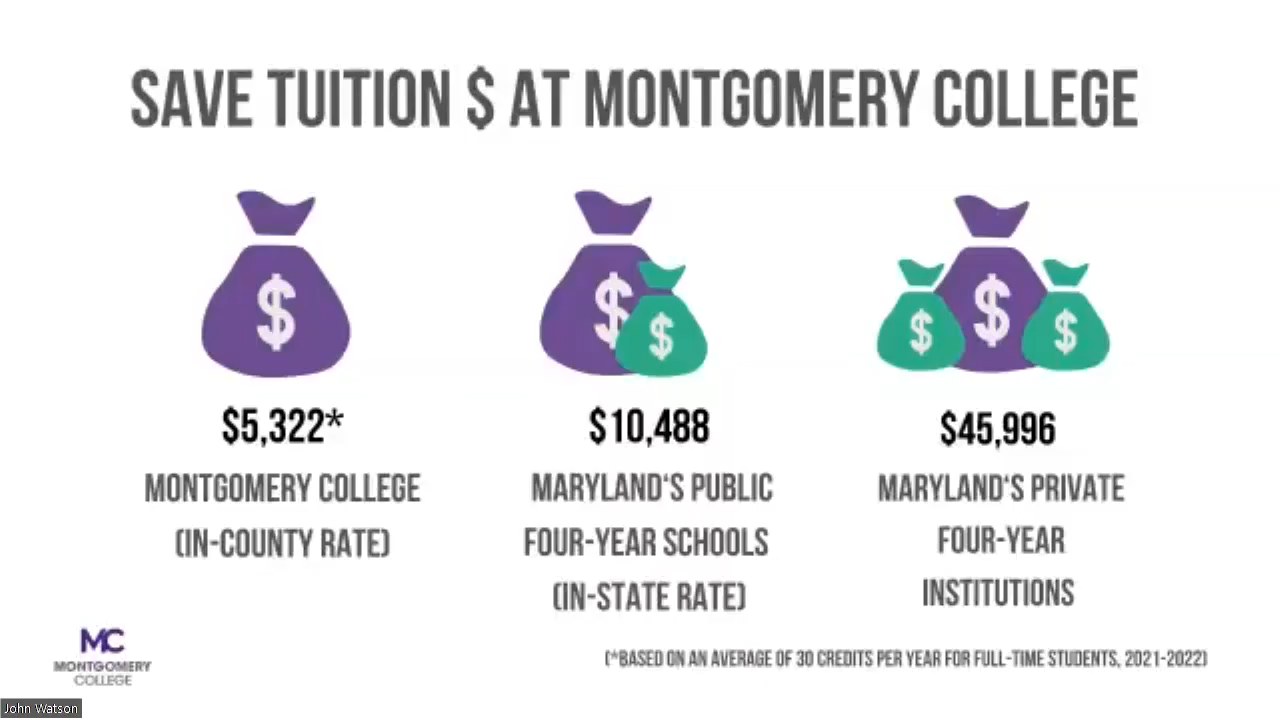 SAVE TUITION $ AT MONTGOMERY COLLEGE
$
$
$
$
$
$
$5,322*
MONTGOMERY COLLEGE
(IN-COUNTY RATE)
$10,488
MARYLAND'S PUBLIC
FOUR-YEAR SCHOOLS
(IN-STATE RATE)
$45,996
MARYLAND'S PRIVATE
FOUR-YEAR
INSTITUTIONS
(*BASED ON AN AVERAGE OF 30 CREDITS PER YEAR FOR FULL-TIME STUDENTS, 2021-2022)
MC
MONTGOMERY
COLLEGE
John Watson